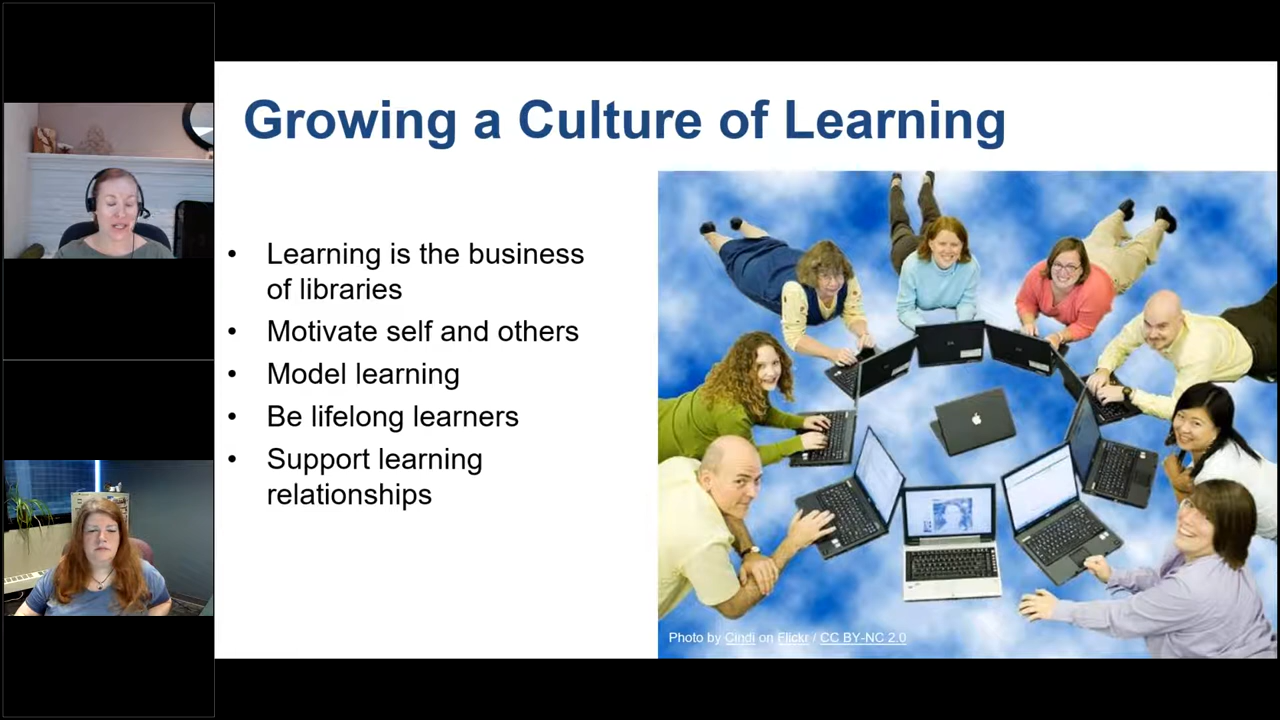 Growing a Culture of Learning
• Learning is the business
of libraries
• Motivate self and others
• Model learning
• Be lifelong learners
• Support learning
relationships
Photo by Cindi on Flickr / CC BY-NC 2.0